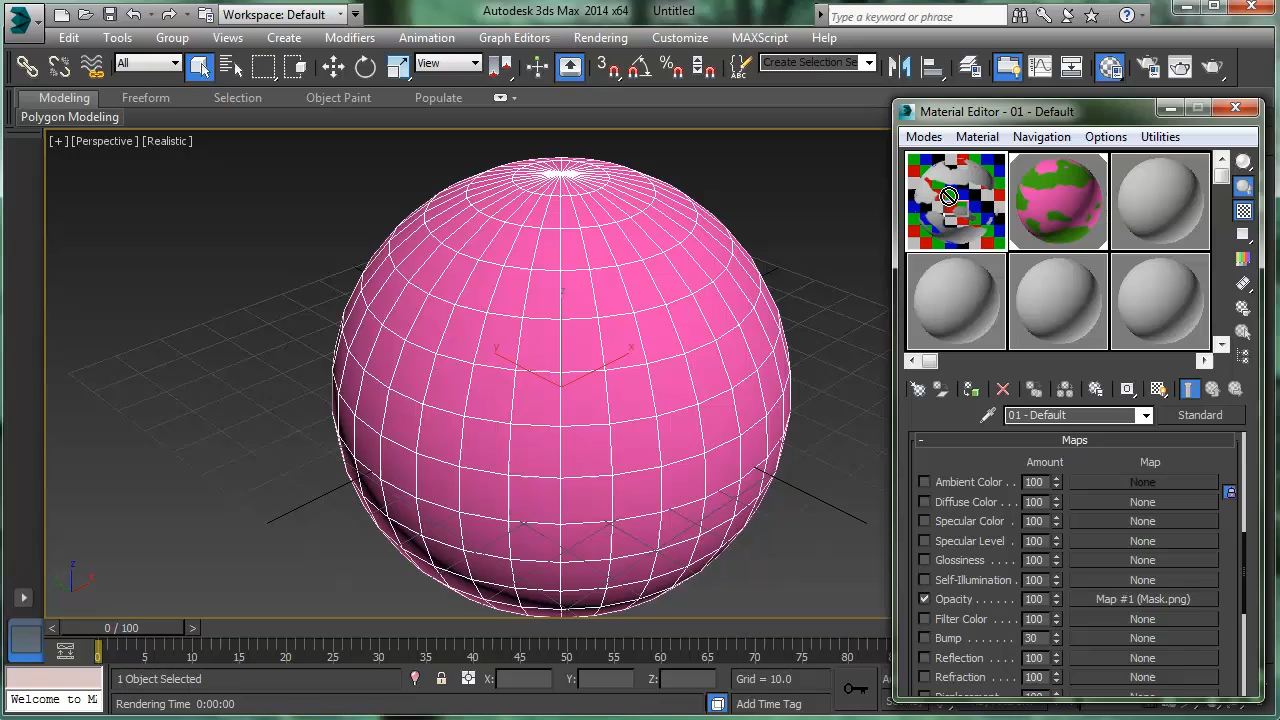 Workspace: Default
Autodesk 3ds Max 2014 x64 Untitled
Type a keyword or phrase
Edit Tools Group Views Create Modifiers Animation Graph Editors Rendering Customize MAXScript Help
All
View
3
%
ABC
Create Selection Se
Modeling Freeform Selection Object Paint Populate
Polygon Modeling
[+] [Perspective] [Realistic]
z
y
x
z
x
Material Editor - 01 - Default
Modes Material Navigation Options Utilities
01 - Default
Standard
- Maps
Amount Map
Ambient Color . . 100 None
Diffuse Color . . . 100 None
Specular Color . 100 None
Specular Level . 100 None
Glossiness . . . . 100 None
Self-Illumination . 100 None
Opacity . . . . . . 100 Map #1 (Mask.png)
Filter Color . . . . 100 None
Bump . . . . . . . 30 None
Reflection . . . . 100 None
Refraction . . . . 100 None
< 0 / 100 >
0 5 10 15 20 25 30 35 40 45 50 55 60 65 70 75 80
1 Object Selected
X: Y: Z:
Grid = 10.0
Welcome to
Rendering Time 0:00:00
Add Time Tag